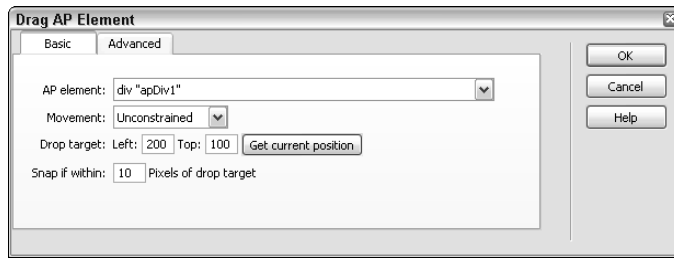 Drag AP Element
Basic Advanced
OK
AP element: div "apDiv1"
Cancel
Movement: Unconstrained
Help
Drop target: Left: 200 Top: 100 Get current position
Snap if within: 10 Pixels of drop target